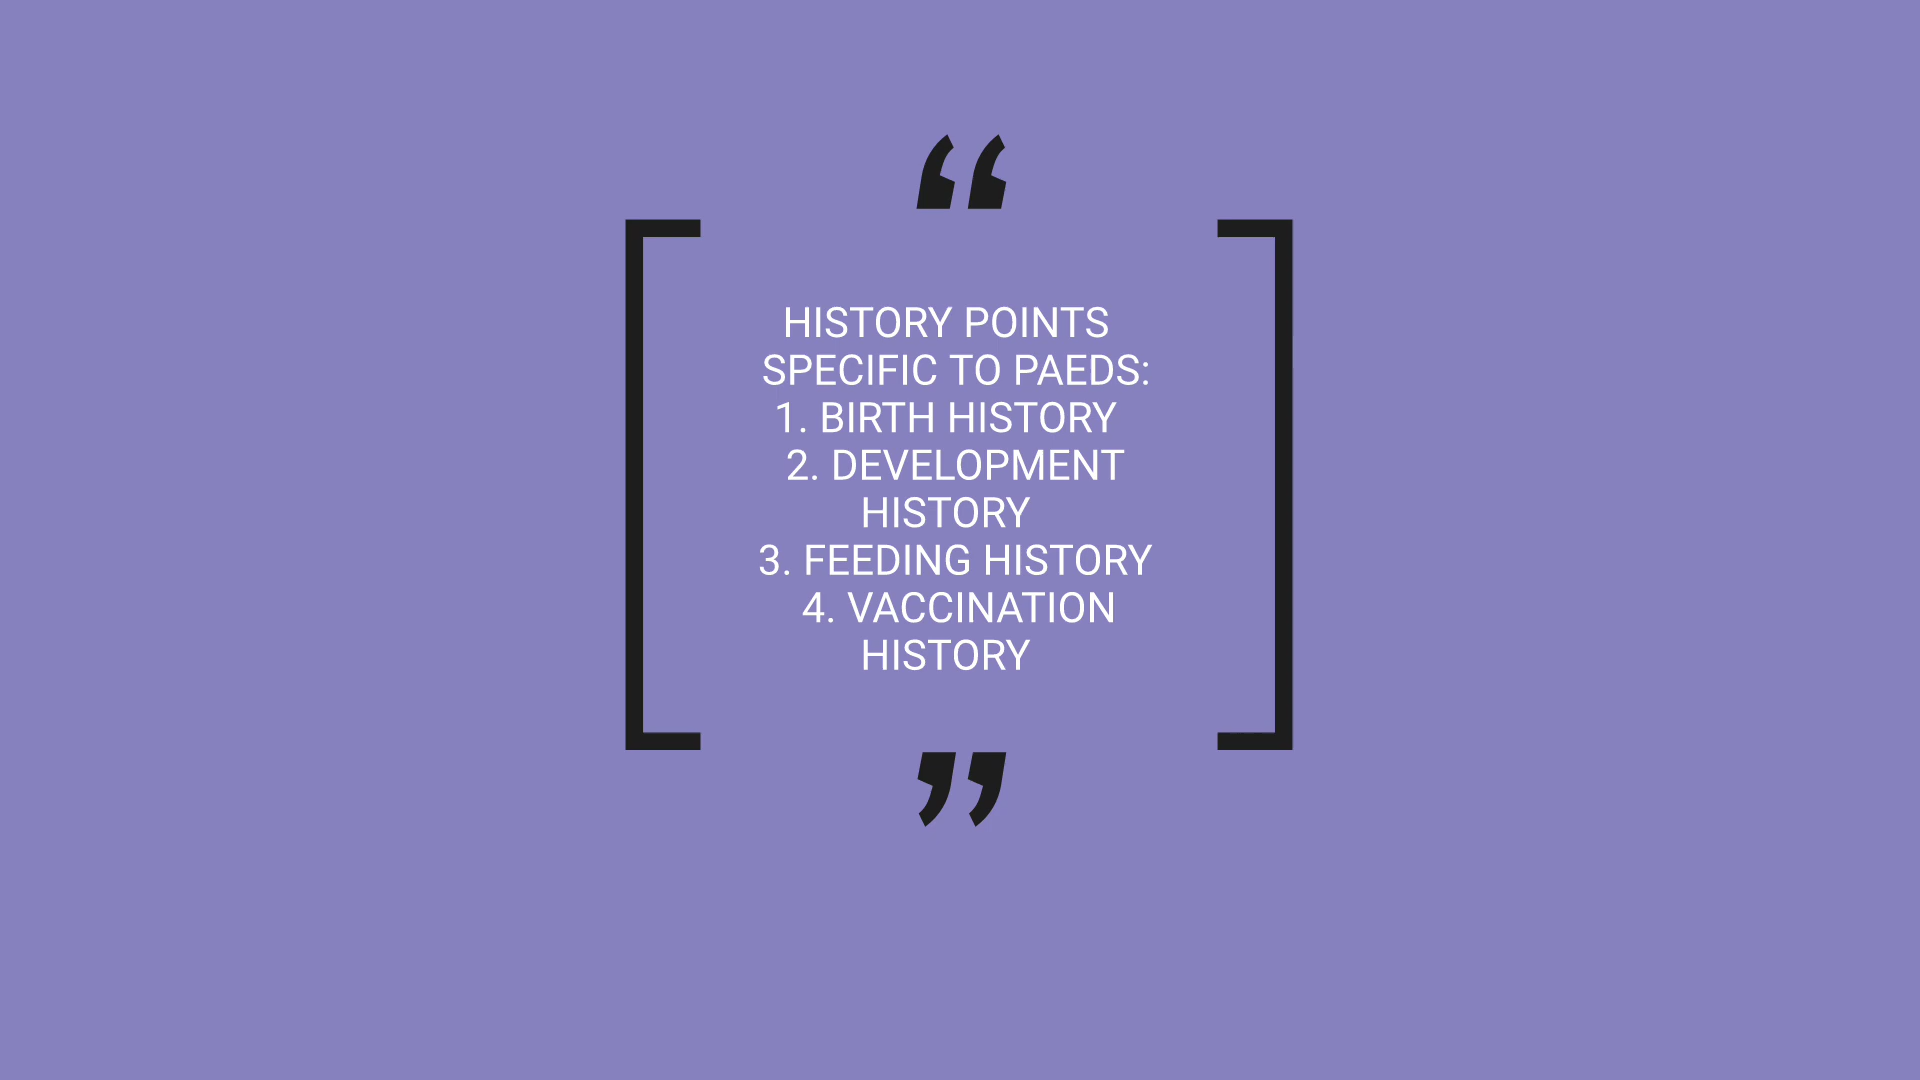 “
HISTORY POINTS
SPECIFIC TO PAEDS:
1. BIRTH HISTORY
2. DEVELOPMENT
HISTORY
3. FEEDING HISTORY
4. VACCINATION
HISTORY
”